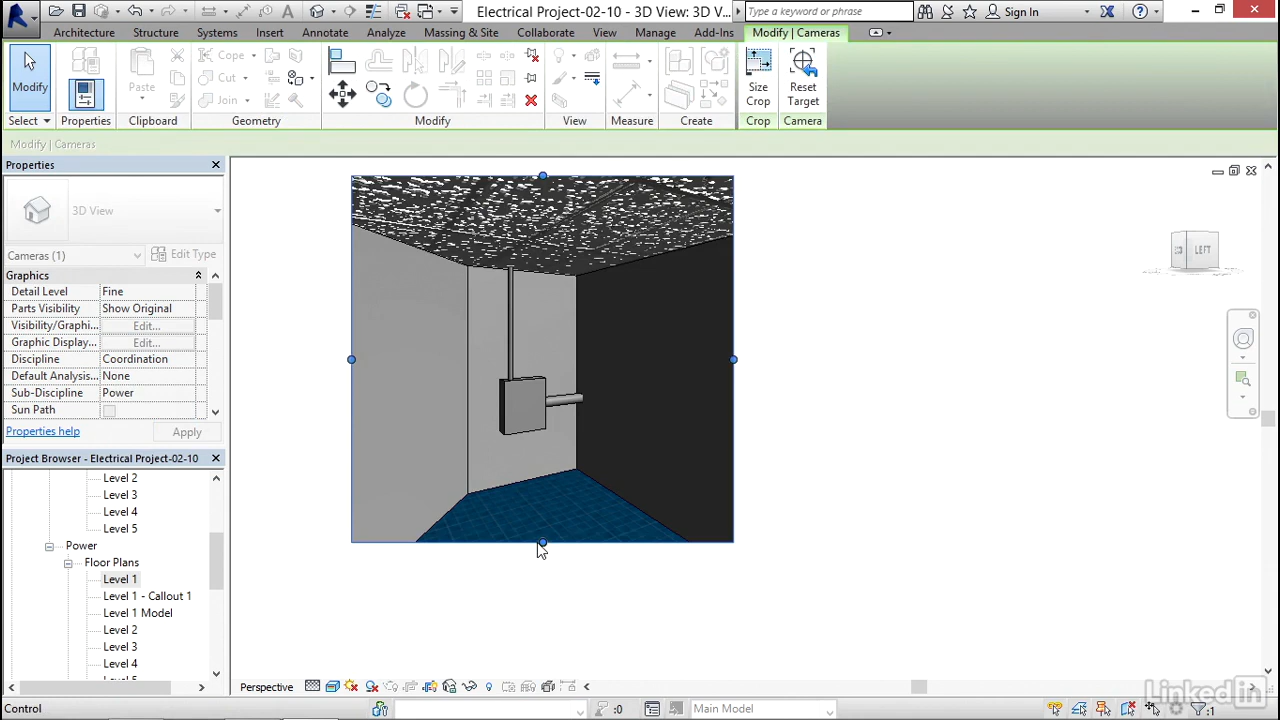 Electrical Project-02-10 - 3D View: 3D V...
Type a keyword or phrase
Sign In
Architecture
Structure
Systems
Insert
Annotate
Analyze
Massing & Site
Collaborate
View
Manage
Add-Ins
Modify | Cameras
Modify
Cope
Cut
Join
Paste
Size
Crop
Reset
Target
Select
Properties
Clipboard
Geometry
Modify
View
Measure
Create
Crop
Camera
Modify | Cameras
Properties
3D View
Cameras (1)
Edit Type
Graphics
Detail Level
Fine
Parts Visibility
Show Original
Visibility/Graphi...
Edit...
Graphic Display...
Edit...
Discipline
Coordination
Default Analysis...
None
Sub-Discipline
Power
Sun Path
Properties help
Apply
Project Browser - Electrical Project-02-10
Level 2
Level 3
Level 4
Level 5
Power
Floor Plans
Level 1
Level 1 - Callout 1
Level 1 Model
Level 2
Level 3
Level 4
LEFT
Perspective
Control
:0
Main Model
:1
Linked in